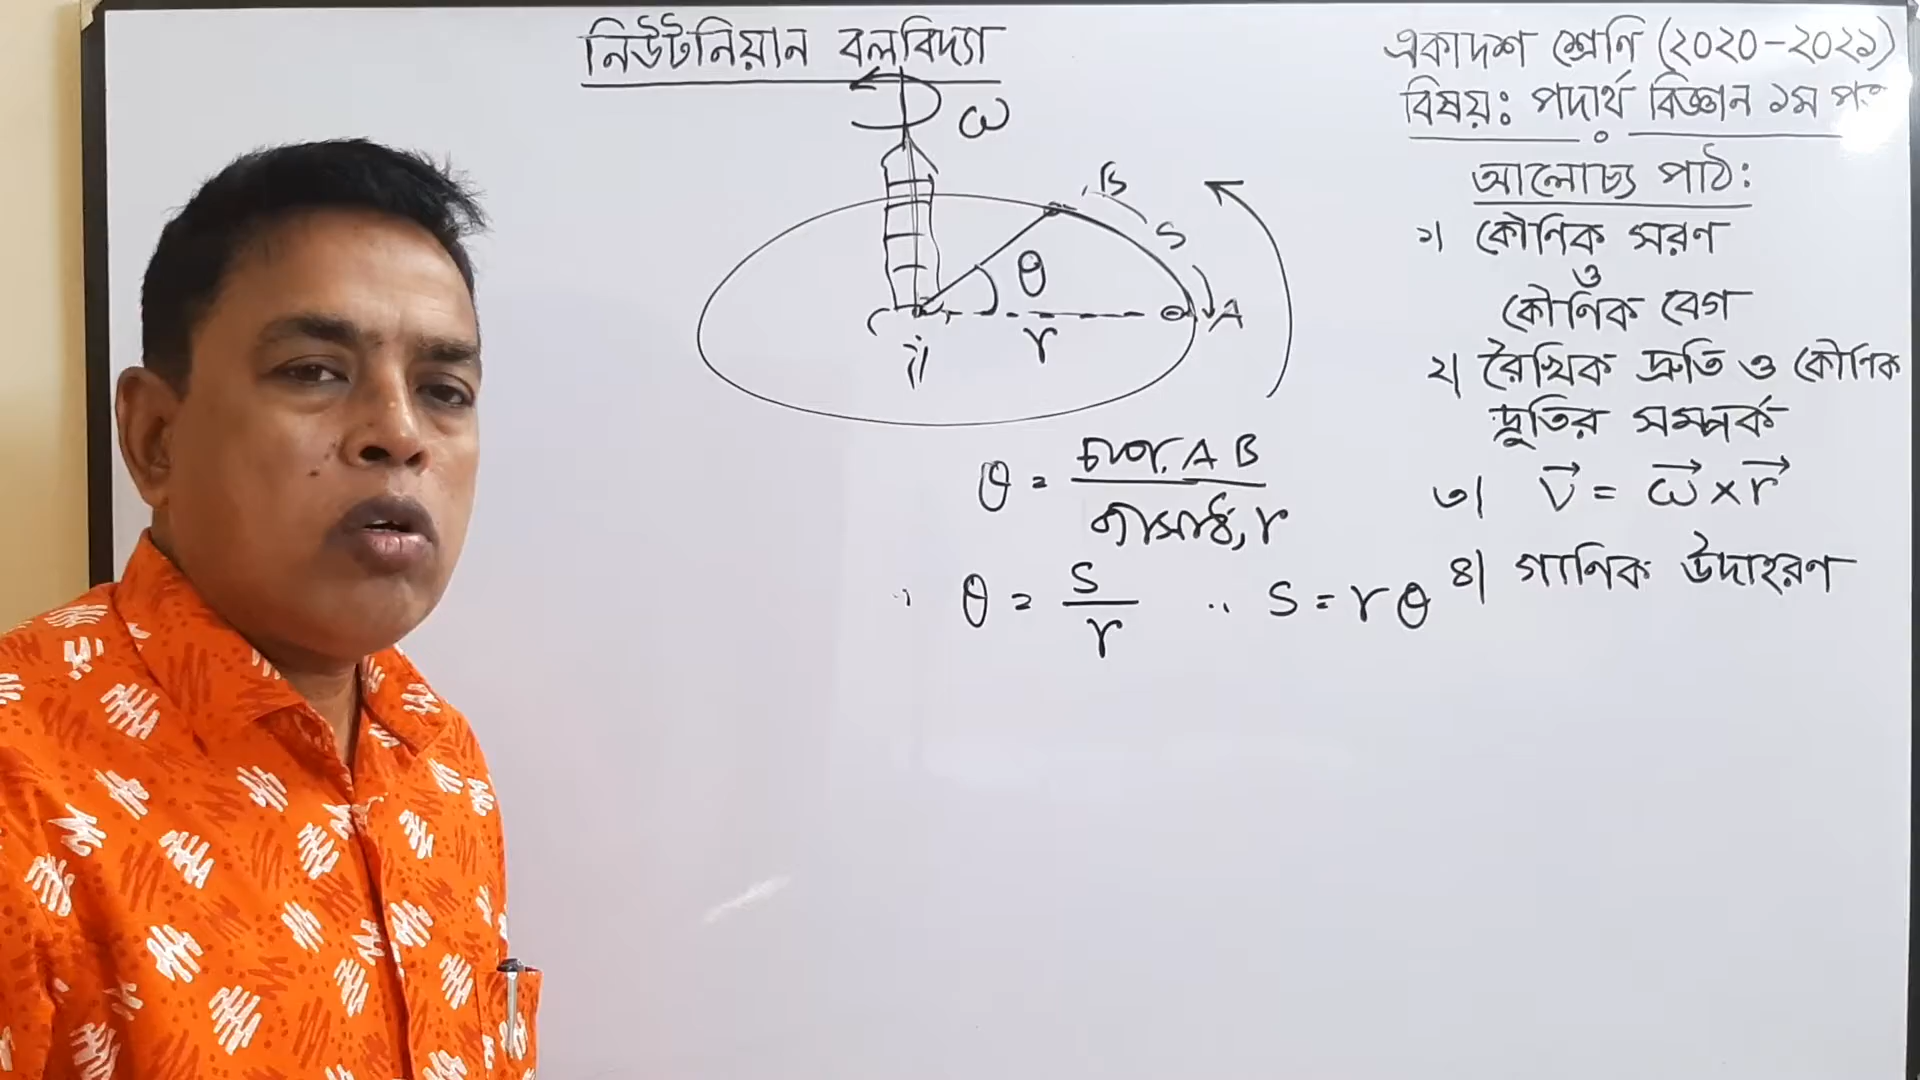 নিউটনিয়ান বলবিদ্যা
ω
B
S
θ
A
r
θ = চাপ, AB / ব্যাসার্ধ, r
∴ θ = S / r ∴ S = rθ
একাদশ শ্রেণি (২০২০-২০২১)
বিষয়ঃ পদার্থ বিজ্ঞান ১ম
আলোচ্য পাঠঃ
১। কৌণিক সরণ
ও
কৌণিক বেগ
২। রৈখিক দ্রুতি ও কৌণিক
দ্রুতির সম্পর্ক
৩। v⃗ = ω⃗ × r⃗
৪। গাণিতিক উদাহরণ